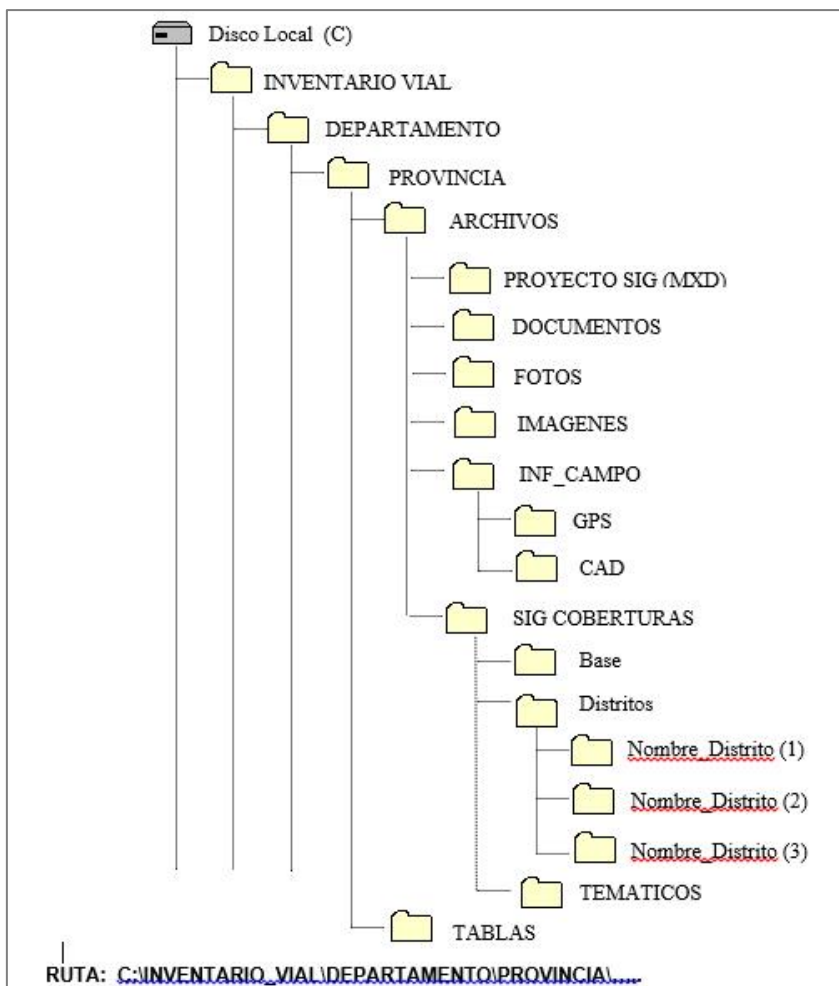 Disco Local (C)
INVENTARIO VIAL
DEPARTAMENTO
PROVINCIA
ARCHIVOS
PROYECTO SIG (MXD)
DOCUMENTOS
FOTOS
IMAGENES
INF_CAMPO
GPS
CAD
SIG COBERTURAS
Base
Distritos
Nombre_Distrito (1)
Nombre_Distrito (2)
Nombre_Distrito (3)
TEMATICOS
TABLAS
RUTA: C:\INVENTARIO_VIAL\DEPARTAMENTO\PROVINCIA\.....